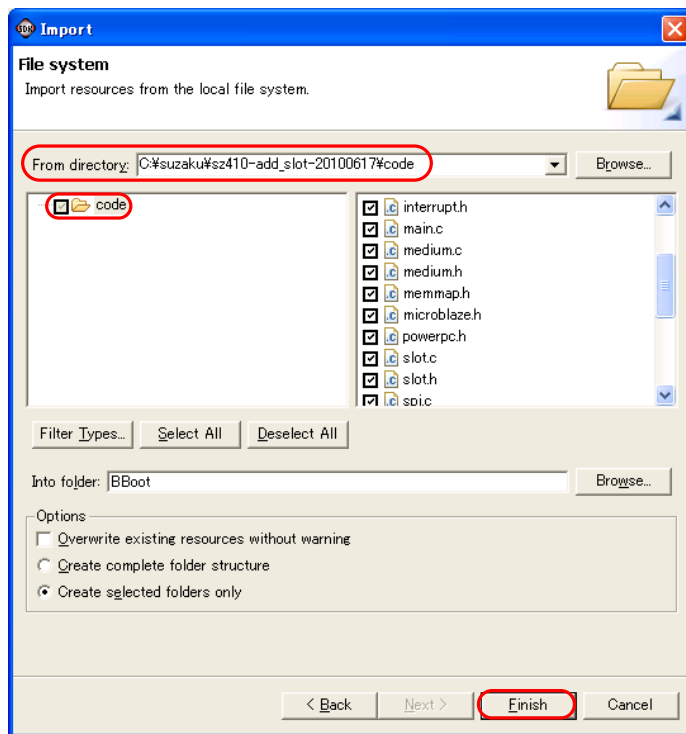 SDK Import
File system
Import resources from the local file system.
From directory: C:¥suzaku¥sz410-add_slot-20100617¥code
Browse...
code
.c interrupt.h
.c main.c
.c medium.c
.c medium.h
.c memmap.h
.c microblaze.h
.c powerpc.h
.c slot.c
.c slot.h
.c spi.c
Filter Types... Select All Deselect All
Into folder: BBoot
Browse...
Options
Overwrite existing resources without warning
Create complete folder structure
Create selected folders only
< Back Next > Finish Cancel